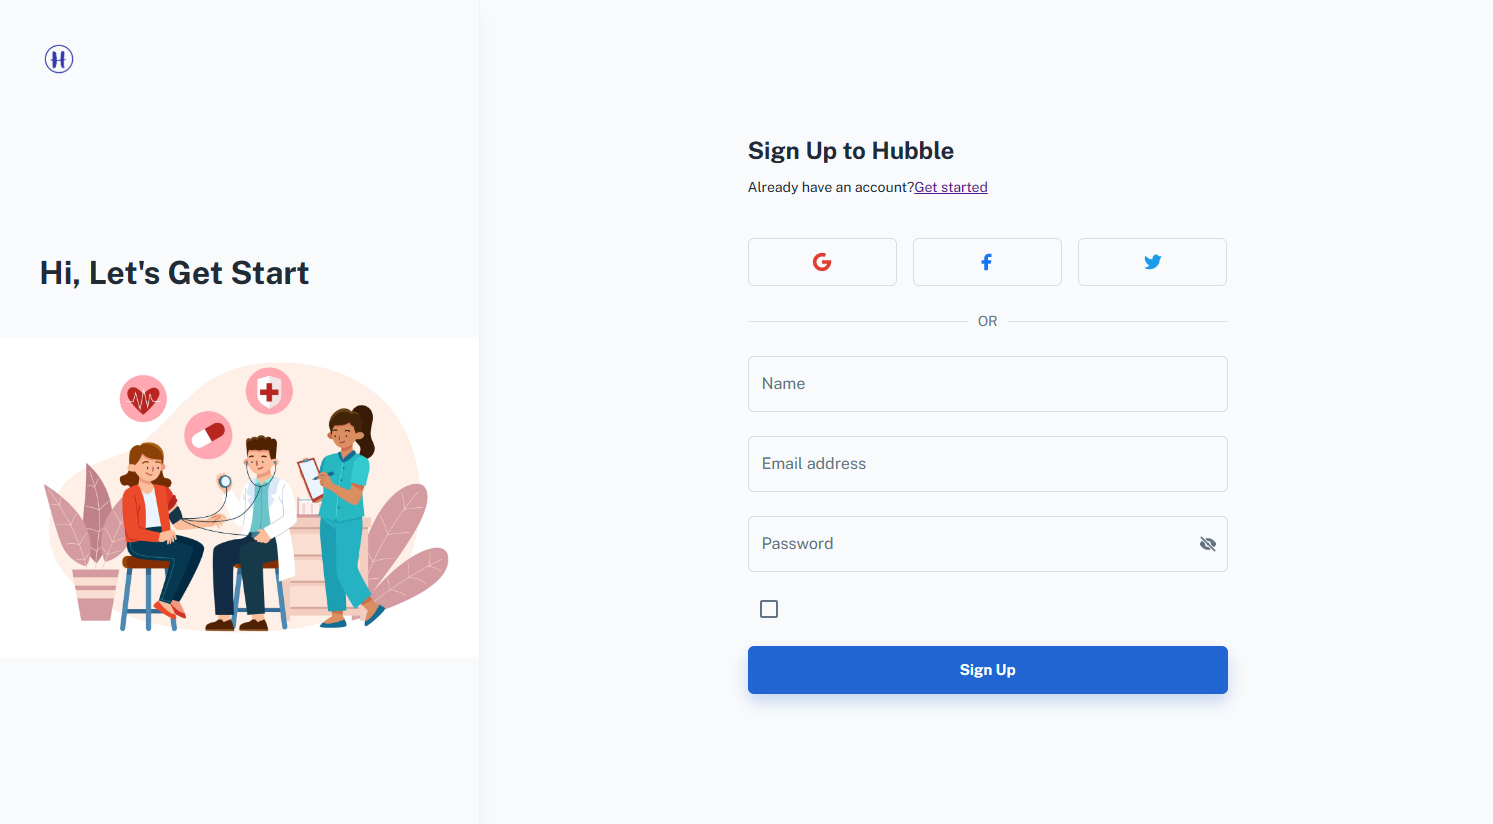 H
Hi, Let's Get Start
Sign Up to Hubble
Already have an account?Get started
OR
Name
Email address
Password
Sign Up